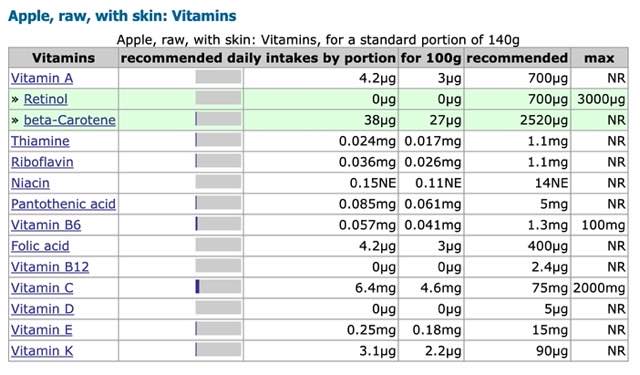 Apple, raw, with skin: Vitamins
Apple, raw, with skin: Vitamins, for a standard portion of 140g
Vitamins recommended daily intakes by portion for 100g recommended max
Vitamin A 4.2µg 3µg 700µg NR
» Retinol 0µg 0µg 700µg 3000µg
» beta-Carotene 38µg 27µg 2520µg NR
Thiamine 0.024mg 0.017mg 1.1mg NR
Riboflavin 0.036mg 0.026mg 1.1mg NR
Niacin 0.15NE 0.11NE 14NE NR
Pantothenic acid 0.085mg 0.061mg 5mg NR
Vitamin B6 0.057mg 0.041mg 1.3mg 100mg
Folic acid 4.2µg 3µg 400µg NR
Vitamin B12 0µg 0µg 2.4µg NR
Vitamin C 6.4mg 4.6mg 75mg 2000mg
Vitamin D 0µg 0µg 5µg NR
Vitamin E 0.25mg 0.18mg 15mg NR
Vitamin K 3.1µg 2.2µg 90µg NR